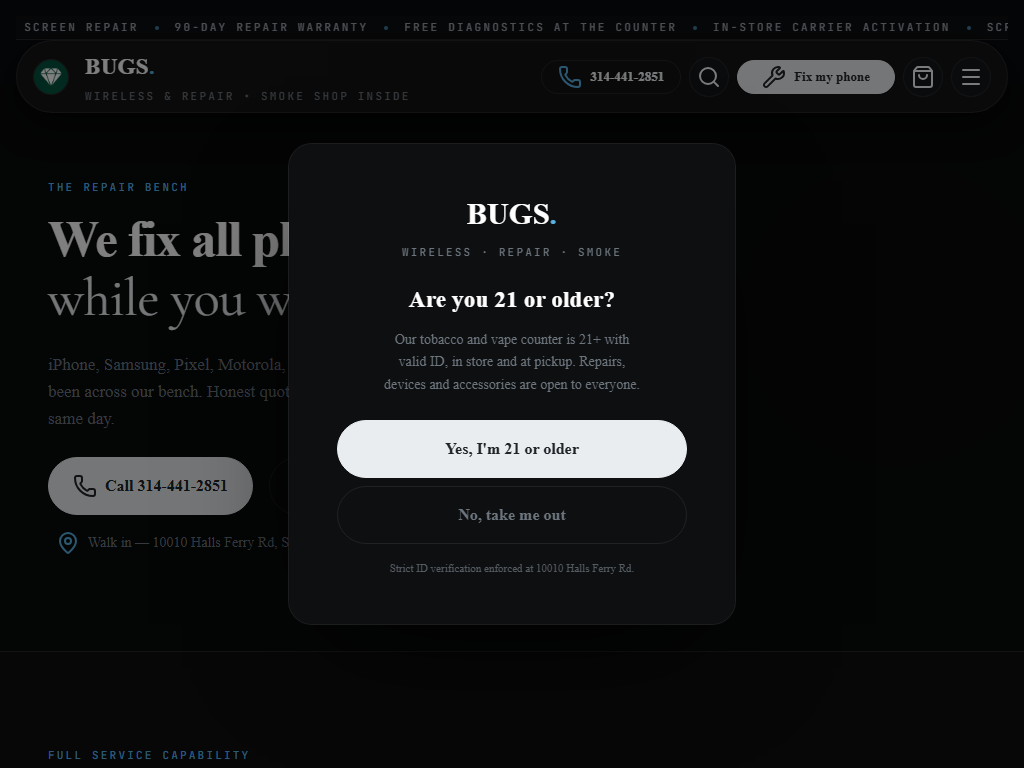 SCREEN REPAIR • 90-DAY REPAIR WARRANTY • FREE DIAGNOSTICS AT THE COUNTER • IN-STORE CARRIER ACTIVATION •
BUGS.
WIRELESS & REPAIR • SMOKE SHOP INSIDE
314-441-2851
Fix my phone
THE REPAIR BENCH
We fix all
while you
iPhone, Samsung, Pixel, Motorola,
been across our bench. Honest
same day.
Call 314-441-2851
Walk in — 10010 Halls Ferry Rd,
BUGS.
WIRELESS · REPAIR · SMOKE
Are you 21 or older?
Our tobacco and vape counter is 21+ with
valid ID, in store and at pickup. Repairs,
devices and accessories are open to everyone.
Yes, I'm 21 or older
No, take me out
Strict ID verification enforced at 10010 Halls Ferry Rd.
FULL SERVICE CAPABILITY